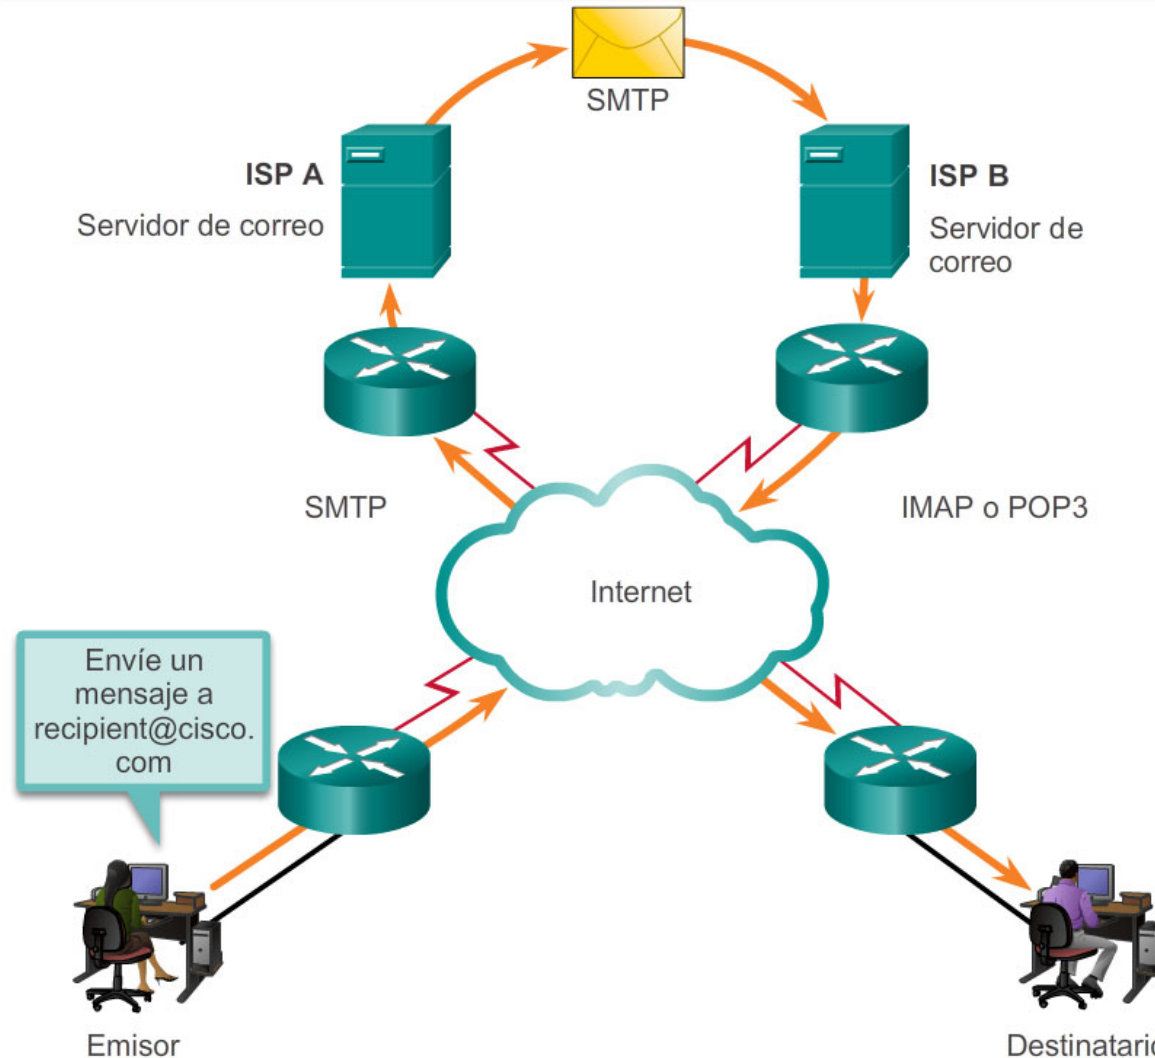 SMTP
ISP A
Servidor de correo
ISP B
Servidor de
correo
SMTP
IMAP o POP3
Internet
Envíe un
mensaje a
recipient@cisco.
com
Emisor
Destinatario